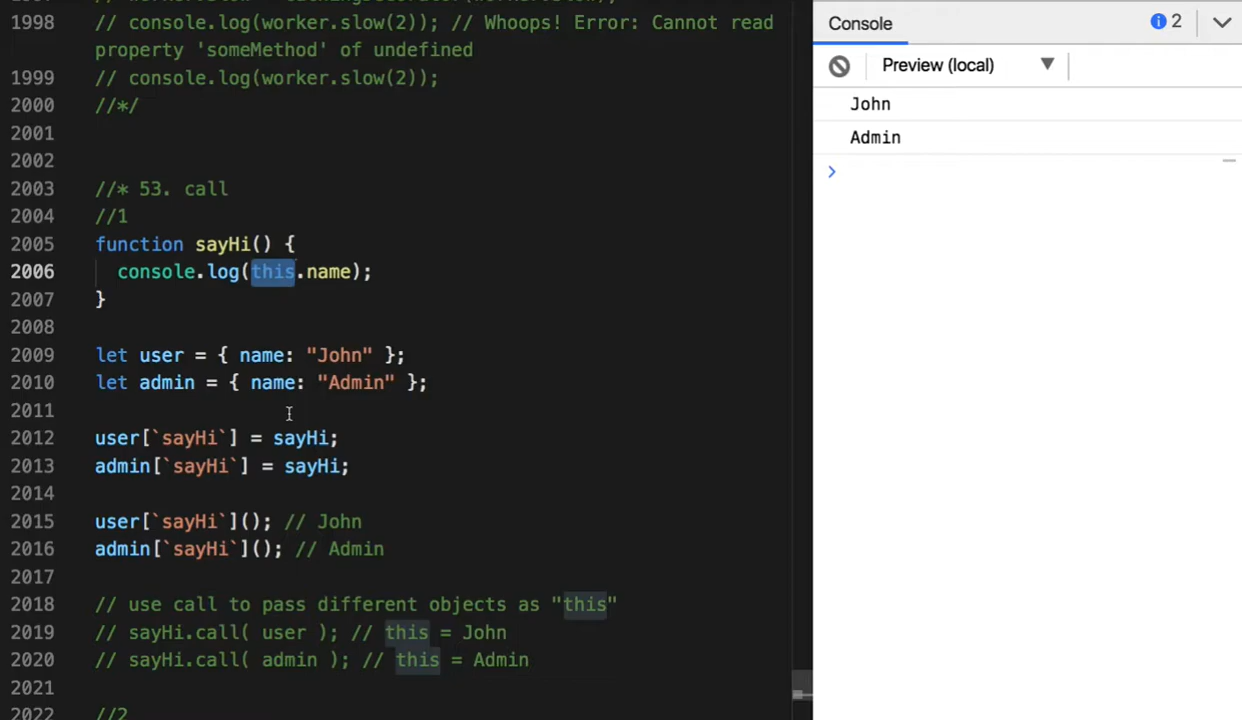 1998 // console.log(worker.slow(2)); // Whoops! Error: Cannot read
property 'someMethod' of undefined
1999 // console.log(worker.slow(2));
2000 //*/
2001
2002
2003 //* 53. call
2004 //1
2005 function sayHi() {
2006 console.log(this.name);
2007 }
2008
2009 let user = { name: "John" };
2010 let admin = { name: "Admin" };
2011
2012 user[`sayHi`] = sayHi;
2013 admin[`sayHi`] = sayHi;
2014
2015 user[`sayHi`](); // John
2016 admin[`sayHi`](); // Admin
2017
2018 // use call to pass different objects as "this"
2019 // sayHi.call( user ); // this = John
2020 // sayHi.call( admin ); // this = Admin
2021
2022 //2
Console
2
Preview (local)
John
Admin